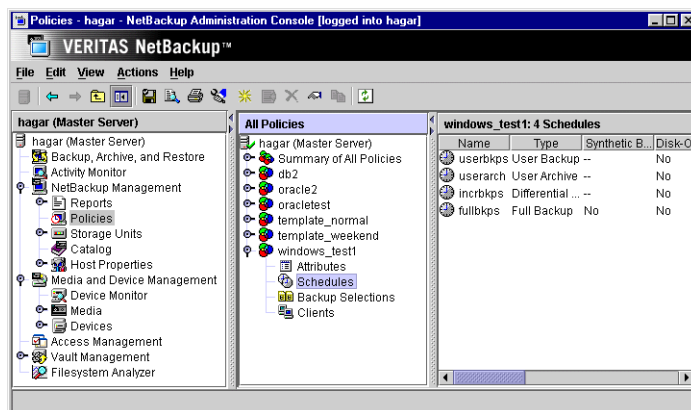 Policies - hagar - NetBackup Administration Console [logged into hagar]
VERITAS NetBackup™
File Edit View Actions Help
hagar (Master Server)
hagar (Master Server)
Backup, Archive, and Restore
Activity Monitor
NetBackup Management
Reports
Policies
Storage Units
Catalog
Host Properties
Media and Device Management
Device Monitor
Media
Devices
Access Management
Vault Management
Filesystem Analyzer
All Policies
hagar (Master Server)
Summary of All Policies
db2
oracle2
oracletest
template_normal
template_weekend
windows_test1
Attributes
Schedules
Backup Selections
Clients
windows_test1: 4 Schedules
Name Type Synthetic B... Disk-O
userbkps User Backup -- No
userarch User Archive -- No
incrbkps Differential ... -- No
fullbkps Full Backup No No